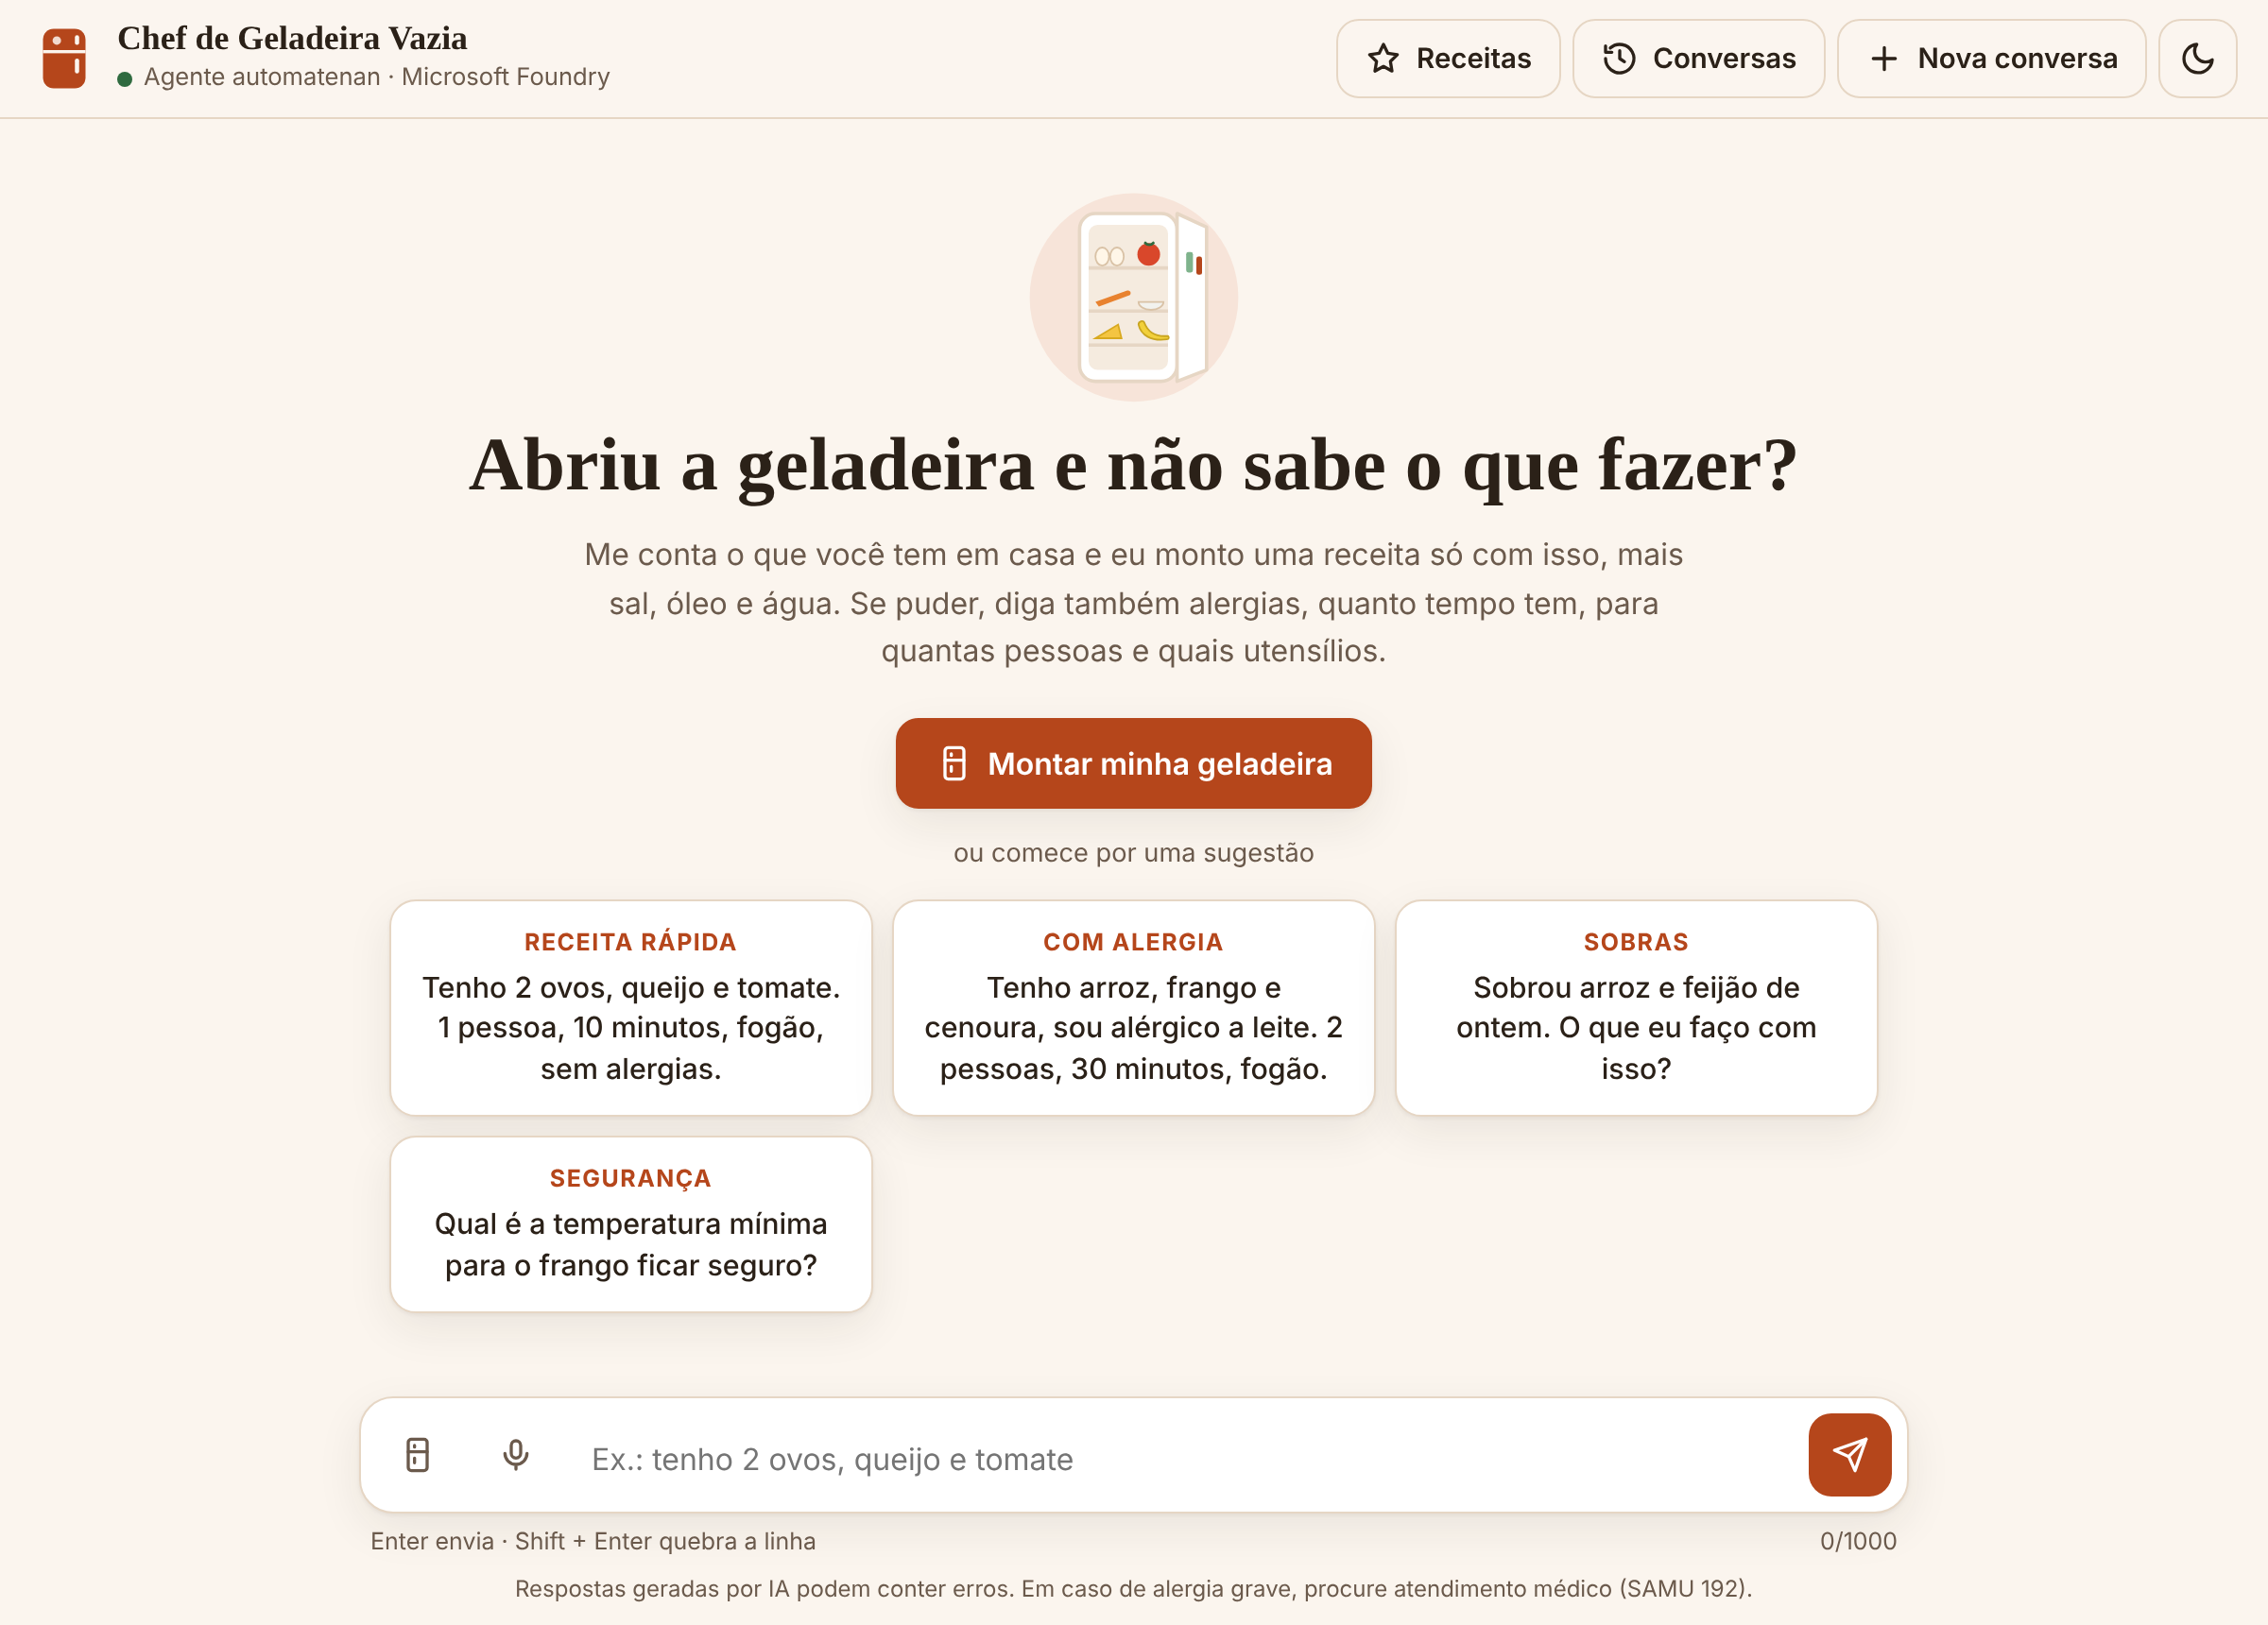 Chef de Geladeira Vazia
Agente automatenan · Microsoft Foundry
Receitas
Conversas
Nova conversa
Abriu a geladeira e não sabe o que fazer?
Me conta o que você tem em casa e eu monto uma receita só com isso, mais
sal, óleo e água. Se puder, diga também alergias, quanto tempo tem, para
quantas pessoas e quais utensílios.
Montar minha geladeira
ou comece por uma sugestão
RECEITA RÁPIDA
Tenho 2 ovos, queijo e tomate.
1 pessoa, 10 minutos, fogão,
sem alergias.
COM ALERGIA
Tenho arroz, frango e
cenoura, sou alérgico a leite. 2
pessoas, 30 minutos, fogão.
SOBRAS
Sobrou arroz e feijão de
ontem. O que eu faço com
isso?
SEGURANÇA
Qual é a temperatura mínima
para o frango ficar seguro?
Ex.: tenho 2 ovos, queijo e tomate
Enter envia · Shift + Enter quebra a linha
0/1000
Respostas geradas por IA podem conter erros. Em caso de alergia grave, procure atendimento médico (SAMU 192).